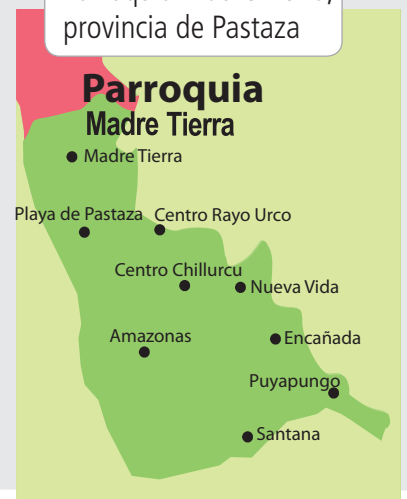 provincia de Pastaza
Parroquia
Madre Tierra
Madre Tierra
Playa de Pastaza
Centro Rayo Urco
Centro Chillurcu
Nueva Vida
Amazonas
Encañada
Puyapungo
Santana